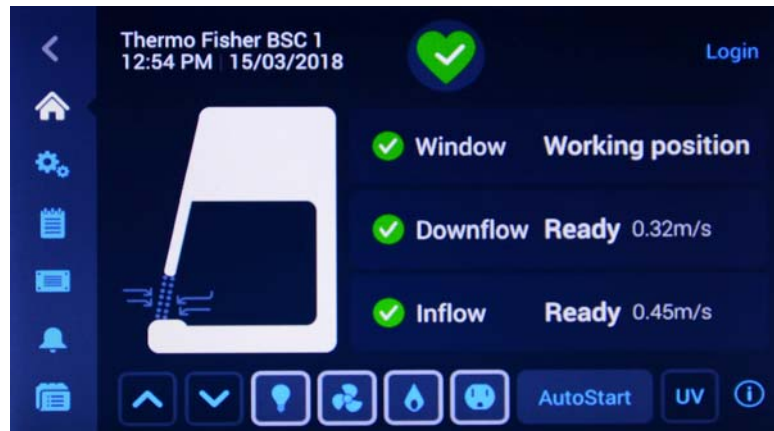 Thermo Fisher BSC 1
12:54 PM 15/03/2018
Login
Window Working position
Downflow Ready 0.32m/s
Inflow Ready 0.45m/s
AutoStart UV